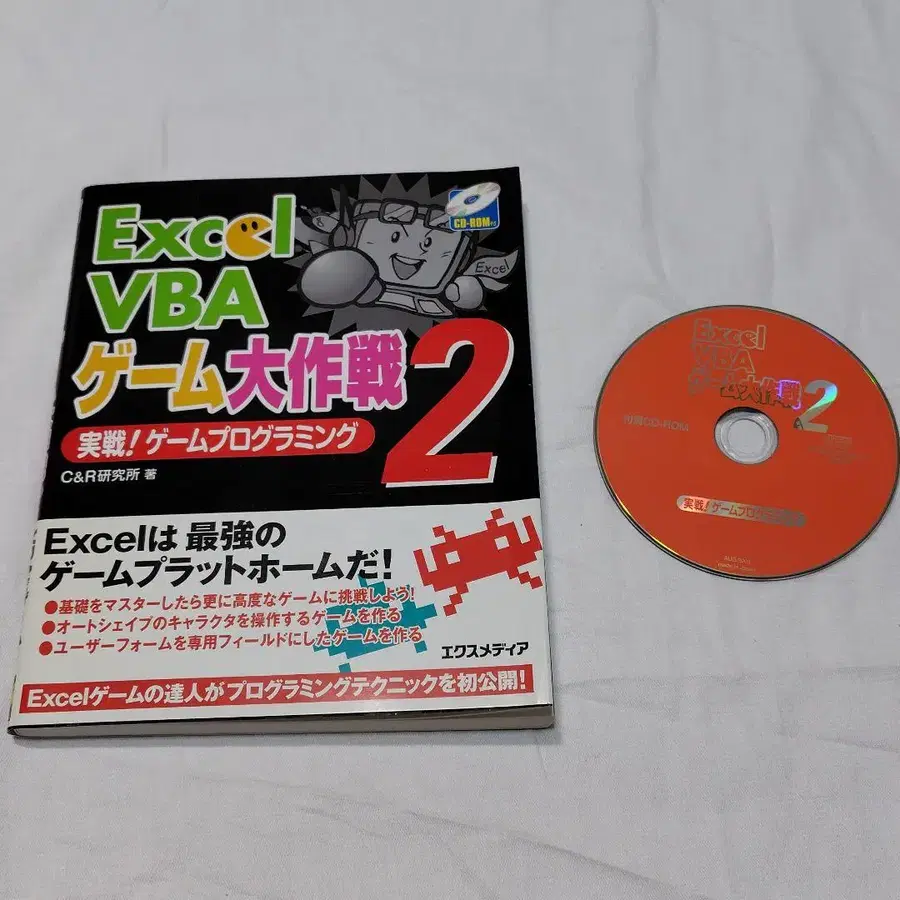 Excel
VBA
ゲーム大作戦2
実戦!ゲームプログラミング
C&R研究所 著
CD-ROM付
Excel
Excelは 最強の
ゲームプラットホームだ!
●基礎をマスターしたら更に高度なゲームに挑戦しよう!
●オートシェイプのキャラクタを操作するゲームを作る
●ユーザーフォームを専用フィールドにしたゲームを作る
エクスメディア
Excelゲームの達人がプログラミングテクニックを初公開!
Excel
VBA
ゲーム大作戦2
付属CD-ROM
実戦!ゲームプログラミング